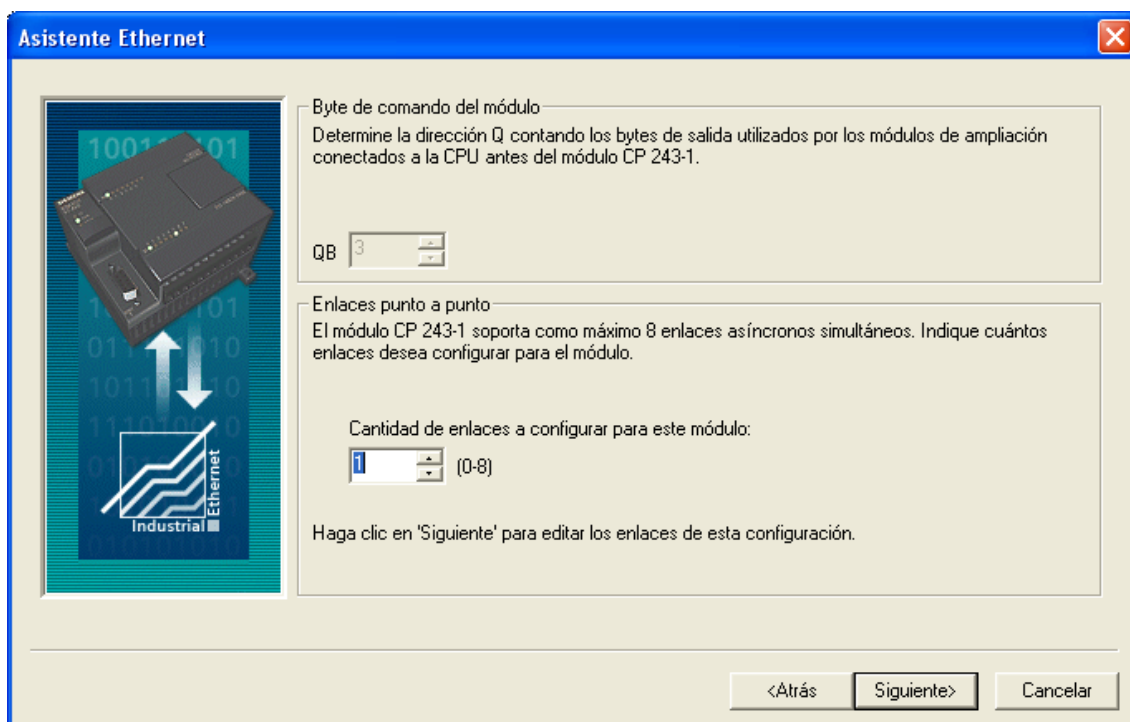 Asistente Ethernet
Byte de comando del módulo
Determine la dirección Q contando los bytes de salida utilizados por los módulos de ampliación
conectados a la CPU antes del módulo CP 243-1.
QB 3
Enlaces punto a punto
El módulo CP 243-1 soporta como máximo 8 enlaces asíncronos simultáneos. Indique cuántos
enlaces desea configurar para el módulo.
Cantidad de enlaces a configurar para este módulo:
1 (0-8)
Haga clic en 'Siguiente' para editar los enlaces de esta configuración.
Industrial
Ethernet
<Atrás
Siguiente>
Cancelar